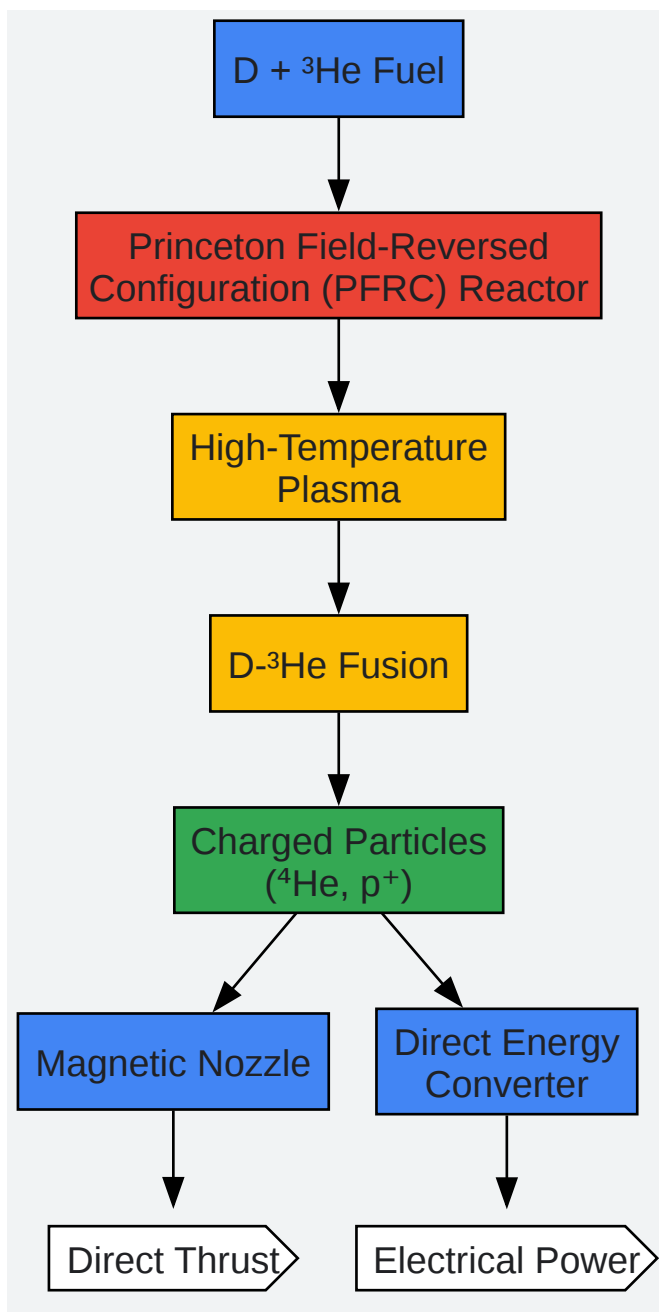 D + ³He Fuel
Princeton Field-Reversed
Configuration (PFRC) Reactor
High-Temperature
Plasma
D-³He Fusion
Charged Particles
(⁴He, p⁺)
Magnetic Nozzle
Direct Energy
Converter
Direct Thrust
Electrical Power